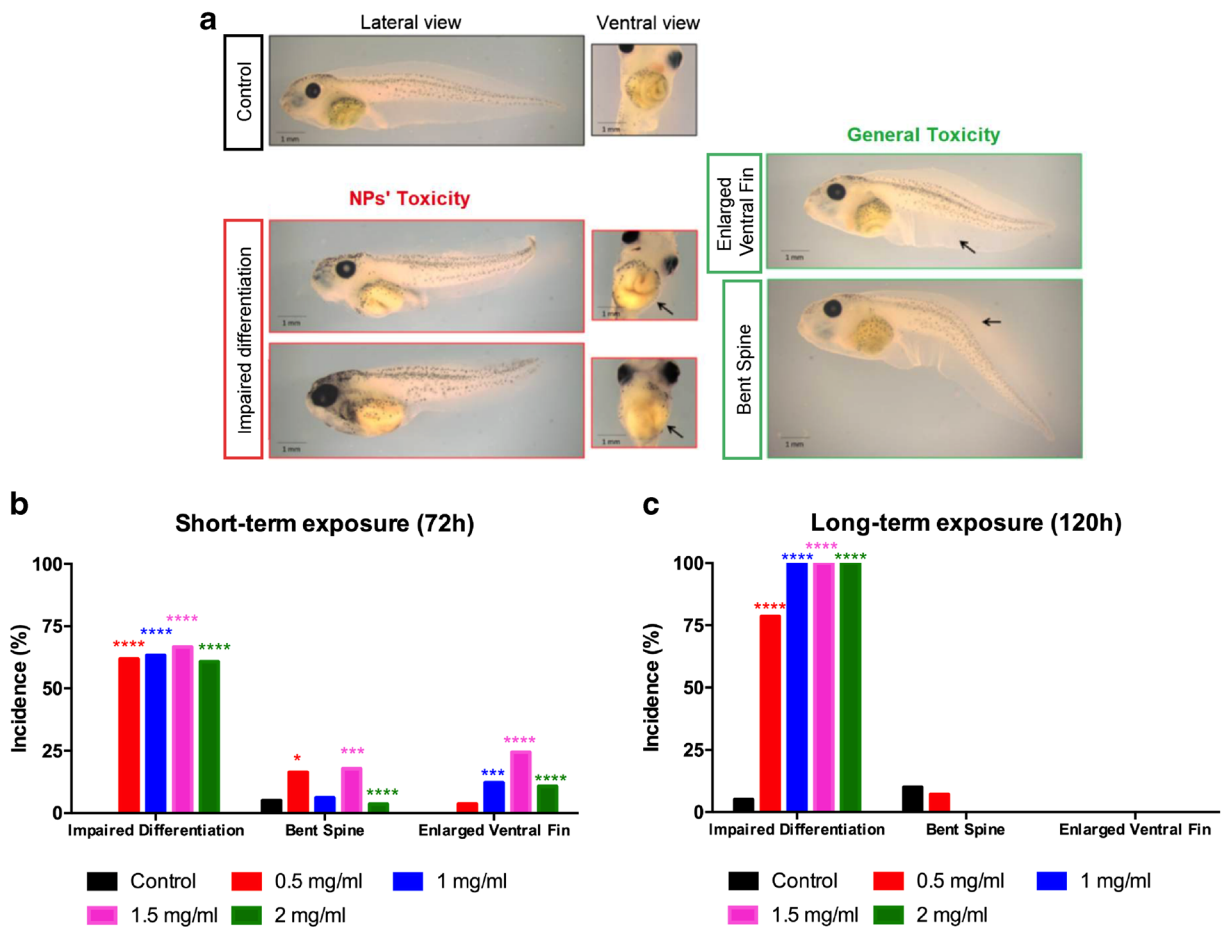 a
Lateral view
Ventral view
Control
1 mm
1 mm
General Toxicity
NPs' Toxicity
Enlarged
Ventral Fin
1 mm
Impaired differentiation
1 mm
1 mm
Bent Spine
1 mm
1 mm
1 mm
b
Short-term exposure (72h)
Incidence (%)
100
75
50
25
0
****
****
****
****
*
***
****
***
****
****
Impaired Differentiation
Bent Spine
Enlarged Ventral Fin
Control
0.5 mg/ml
1 mg/ml
1.5 mg/ml
2 mg/ml
c
Long-term exposure (120h)
Incidence (%)
100
75
50
25
0
****
****
****
****
Impaired Differentiation
Bent Spine
Enlarged Ventral Fin
Control
0.5 mg/ml
1 mg/ml
1.5 mg/ml
2 mg/ml